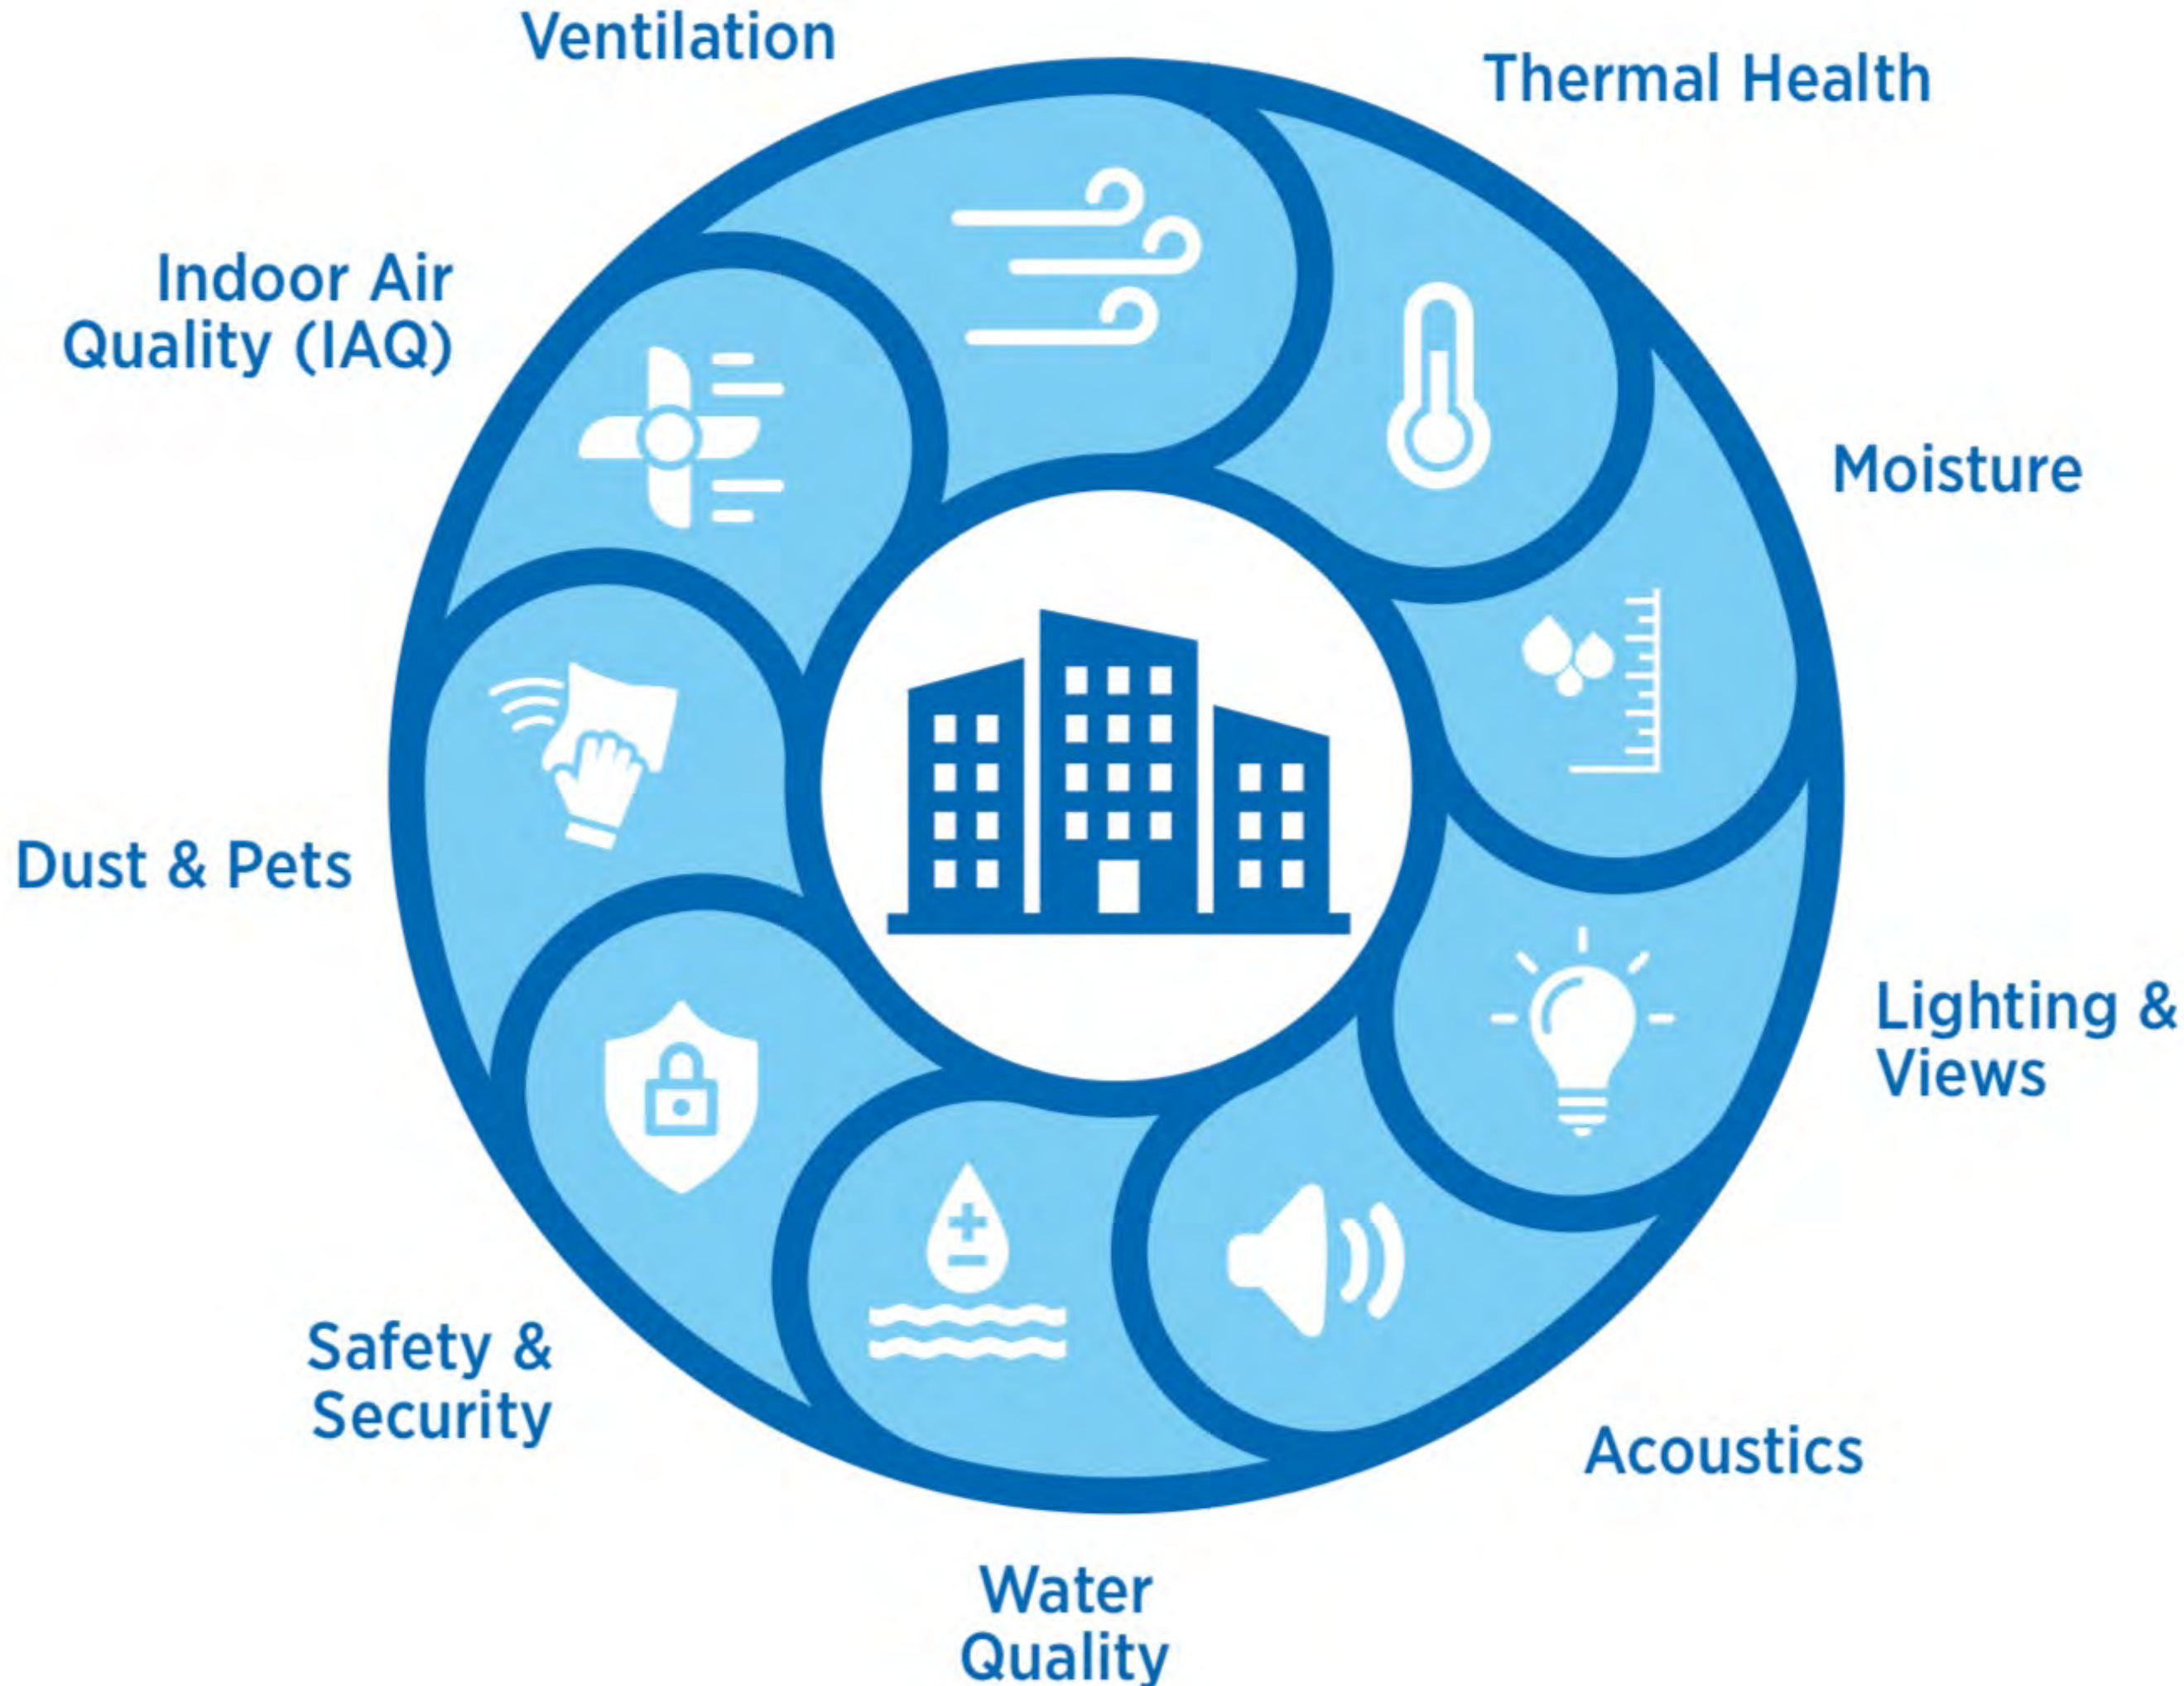 Ventilation
Thermal Health
Indoor Air
Quality (IAQ)
Moisture
Dust & Pets
Lighting &
Views
Safety &
Security
Acoustics
Water
Quality